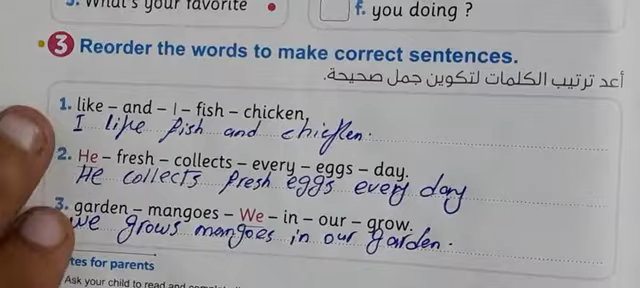 3. What's your favorite
f. you doing ?
3 Reorder the words to make correct sentences.
أعد ترتيب الكلمات لتكوين جمل صحيحة.
1. like – and – I – fish – chicken,
I like fish and chicken.
2. He – fresh – collects – every – eggs – day.
He collects fresh eggs every day
3. garden – mangoes – We – in – our – grow.
we grows mangoes in our garden.
tes for parents
Ask your child to read and